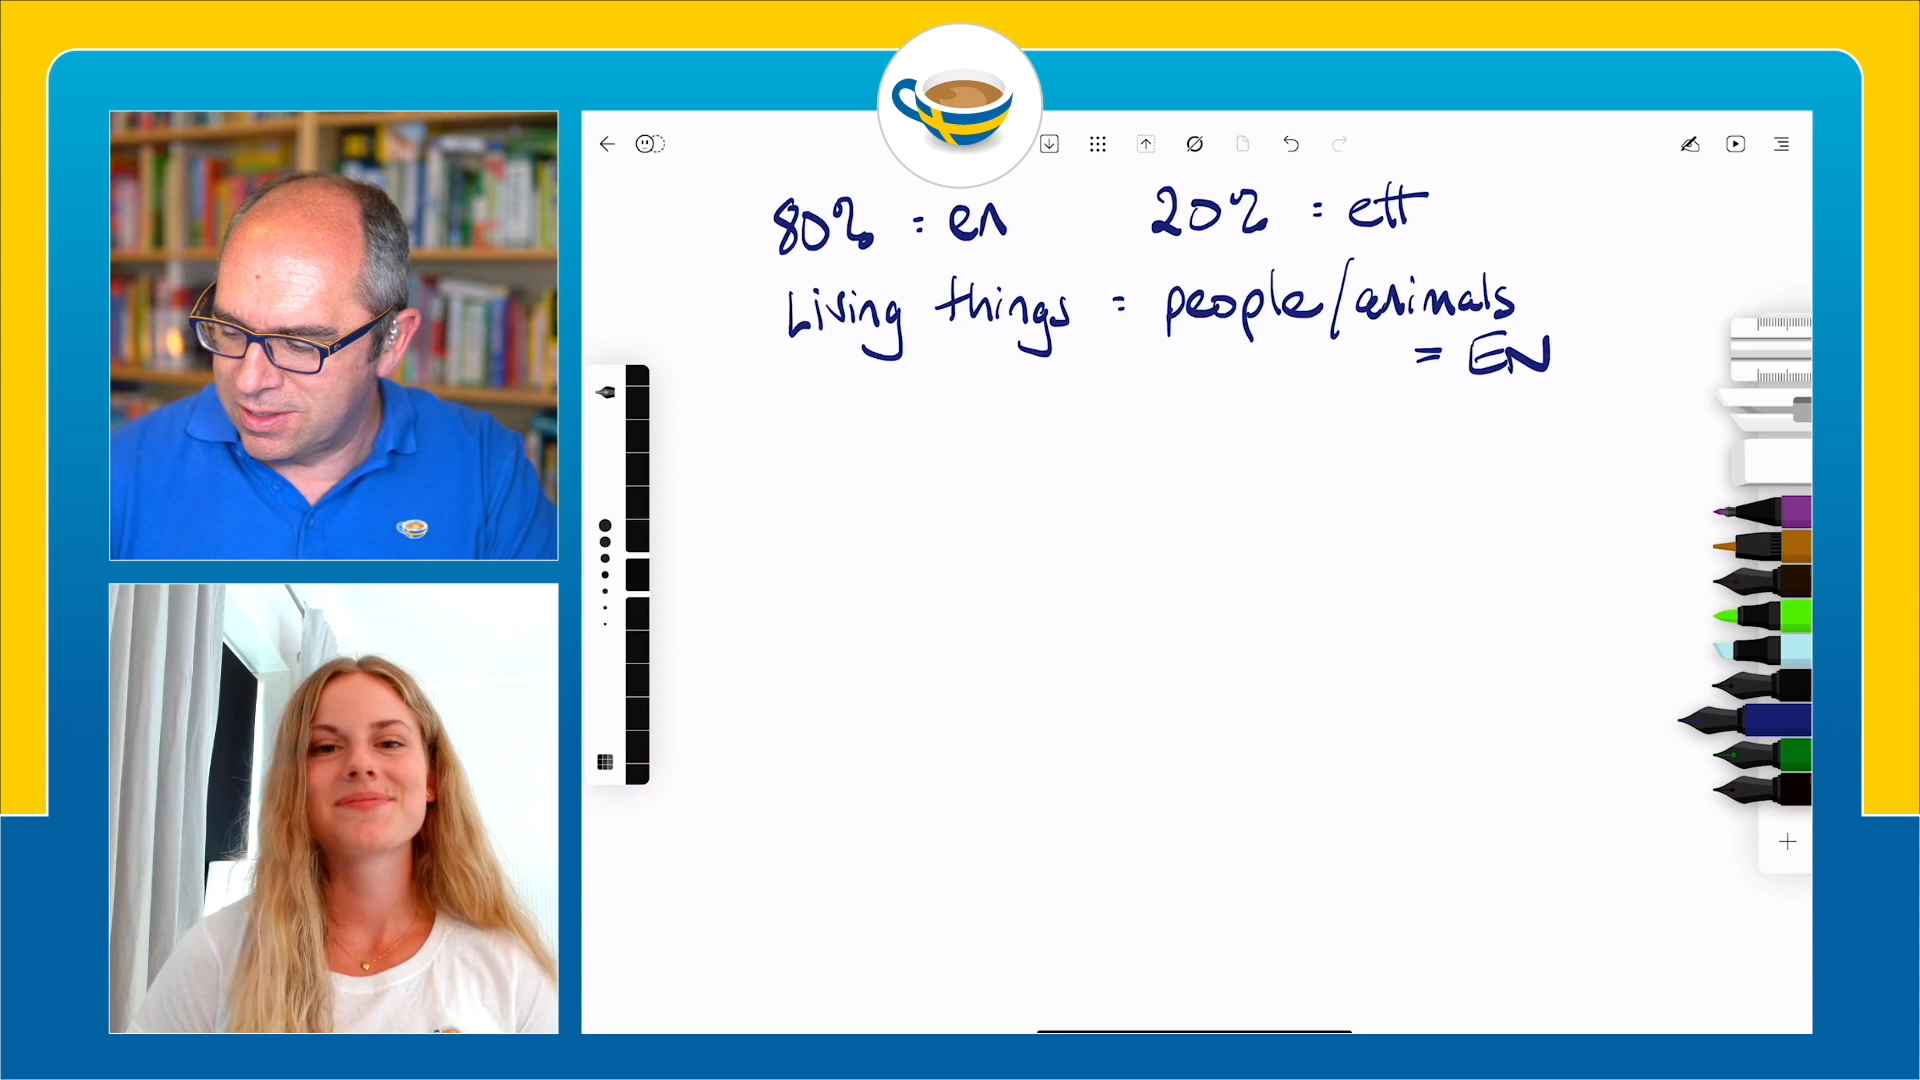 80% : en 20% : ett
Living things = people/animals
= EN